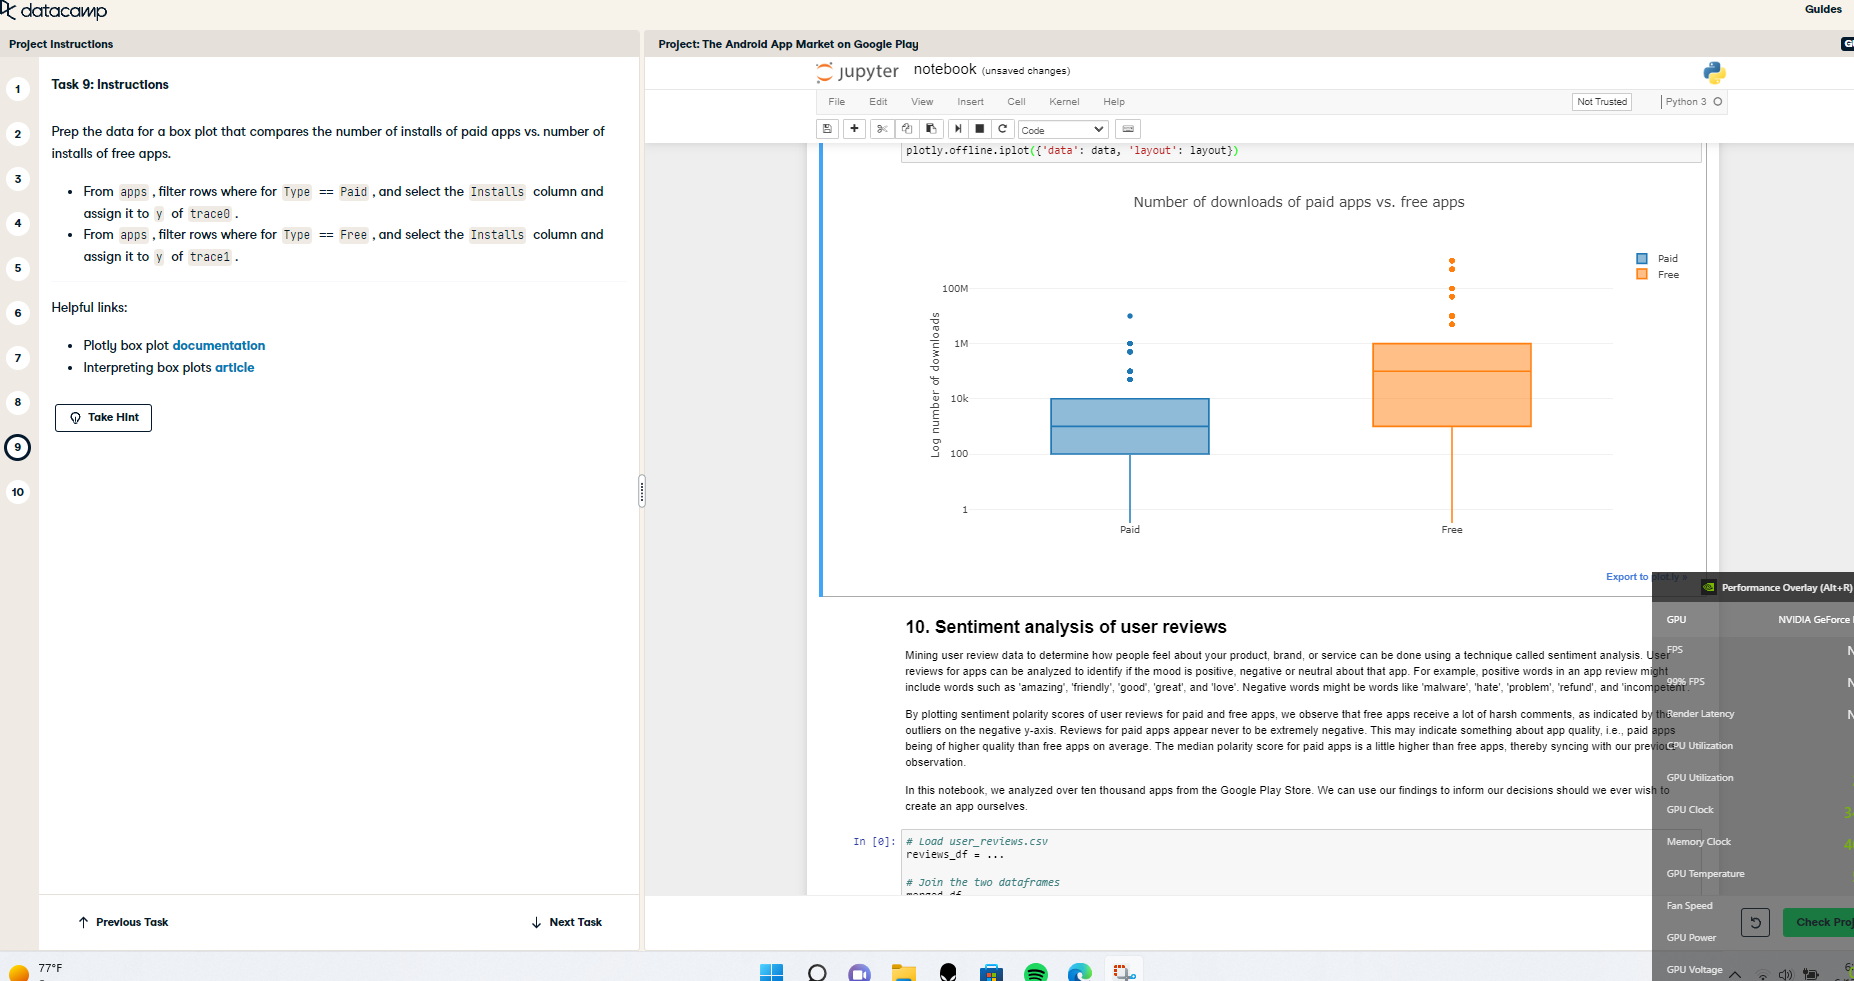 datacamp
Guides
Project Instructions
Project: The Android App Market on Google Play
1
2
3
4
5
6
7
8
9
10
Task 9: Instructions
Prep the data for a box plot that compares the number of installs of paid apps vs. number of
installs of free apps.
• From apps , filter rows where for Type == Paid , and select the Installs column and
assign it to y of trace0 .
• From apps , filter rows where for Type == Free , and select the Installs column and
assign it to y of trace1 .
Helpful links:
• Plotly box plot documentation
• Interpreting box plots article
Take Hint
Previous Task
Next Task
jupyter notebook (unsaved changes)
File Edit View Insert Cell Kernel Help
Not Trusted
Python 3
Code
plotly.offline.iplot({'data': data, 'layout': layout})
Number of downloads of paid apps vs. free apps
Paid
Free
Log number of downloads
100M
1M
10k
100
1
Paid
Free
Export to plot.ly »
10. Sentiment analysis of user reviews
Mining user review data to determine how people feel about your product, brand, or service can be done using a technique called sentiment analysis. User
reviews for apps can be analyzed to identify if the mood is positive, negative or neutral about that app. For example, positive words in an app review might
include words such as 'amazing', 'friendly', 'good', 'great', and 'love'. Negative words might be words like 'malware', 'hate', 'problem', 'refund', and 'incompetent'.
By plotting sentiment polarity scores of user reviews for paid and free apps, we observe that free apps receive a lot of harsh comments, as indicated by the
outliers on the negative y-axis. Reviews for paid apps appear never to be extremely negative. This may indicate something about app quality, i.e., paid apps
being of higher quality than free apps on average. The median polarity score for paid apps is a little higher than free apps, thereby syncing with our previous
observation.
In this notebook, we analyzed over ten thousand apps from the Google Play Store. We can use our findings to inform our decisions should we ever wish to
create an app ourselves.
In [0]:
# Load user_reviews.csv
reviews_df = ...
# Join the two dataframes
Performance Overlay (Alt+R)
GPU
NVIDIA GeForce
FPS
N
99% FPS
N
Render Latency
N
CPU Utilization
GPU Utilization
GPU Clock
Memory Clock
GPU Temperature
Fan Speed
GPU Power
GPU Voltage
Check Proj
77°F